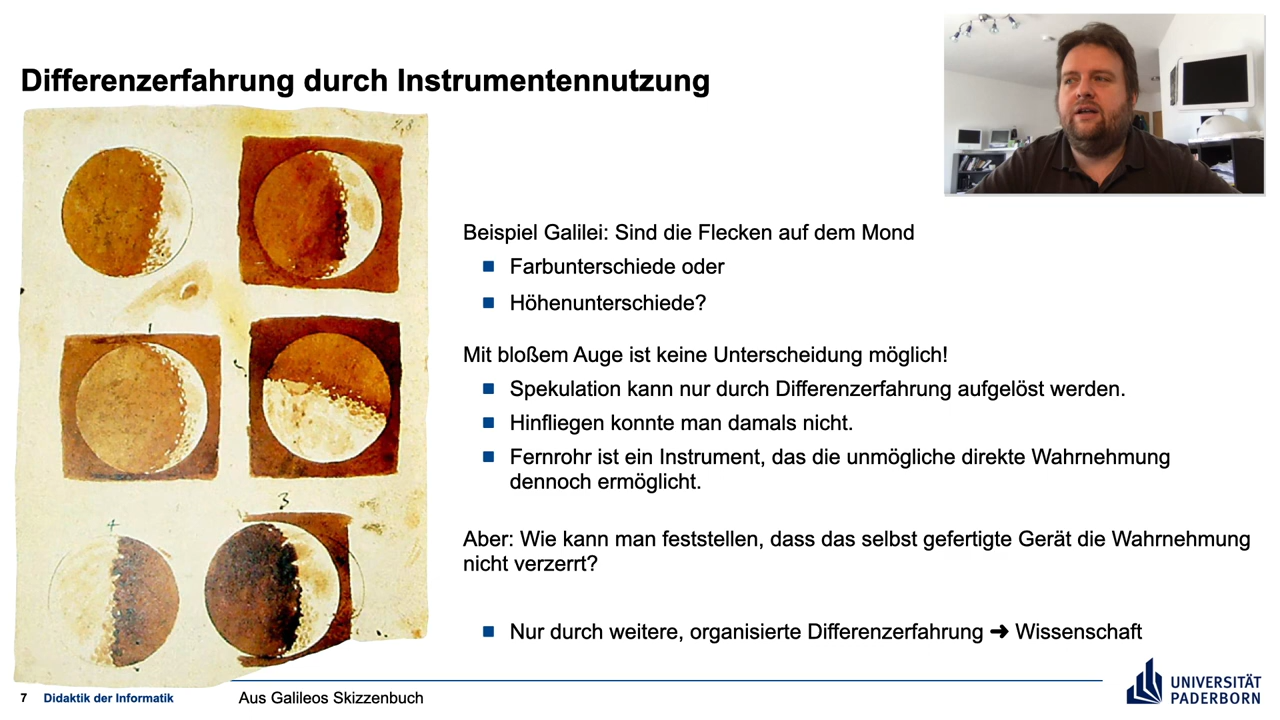 Differenzerfahrung durch Instrumentennutzung
Beispiel Galilei: Sind die Flecken auf dem Mond
Farbunterschiede oder
Höhenunterschiede?
Mit bloßem Auge ist keine Unterscheidung möglich!
Spekulation kann nur durch Differenzerfahrung aufgelöst werden.
Hinfliegen konnte man damals nicht.
Fernrohr ist ein Instrument, das die unmögliche direkte Wahrnehmung
dennoch ermöglicht.
Aber: Wie kann man feststellen, dass das selbst gefertigte Gerät die Wahrnehmung
nicht verzerrt?
Nur durch weitere, organisierte Differenzerfahrung ➜ Wissenschaft
7 Didaktik der Informatik
Aus Galileos Skizzenbuch
UNIVERSITÄT
PADERBORN